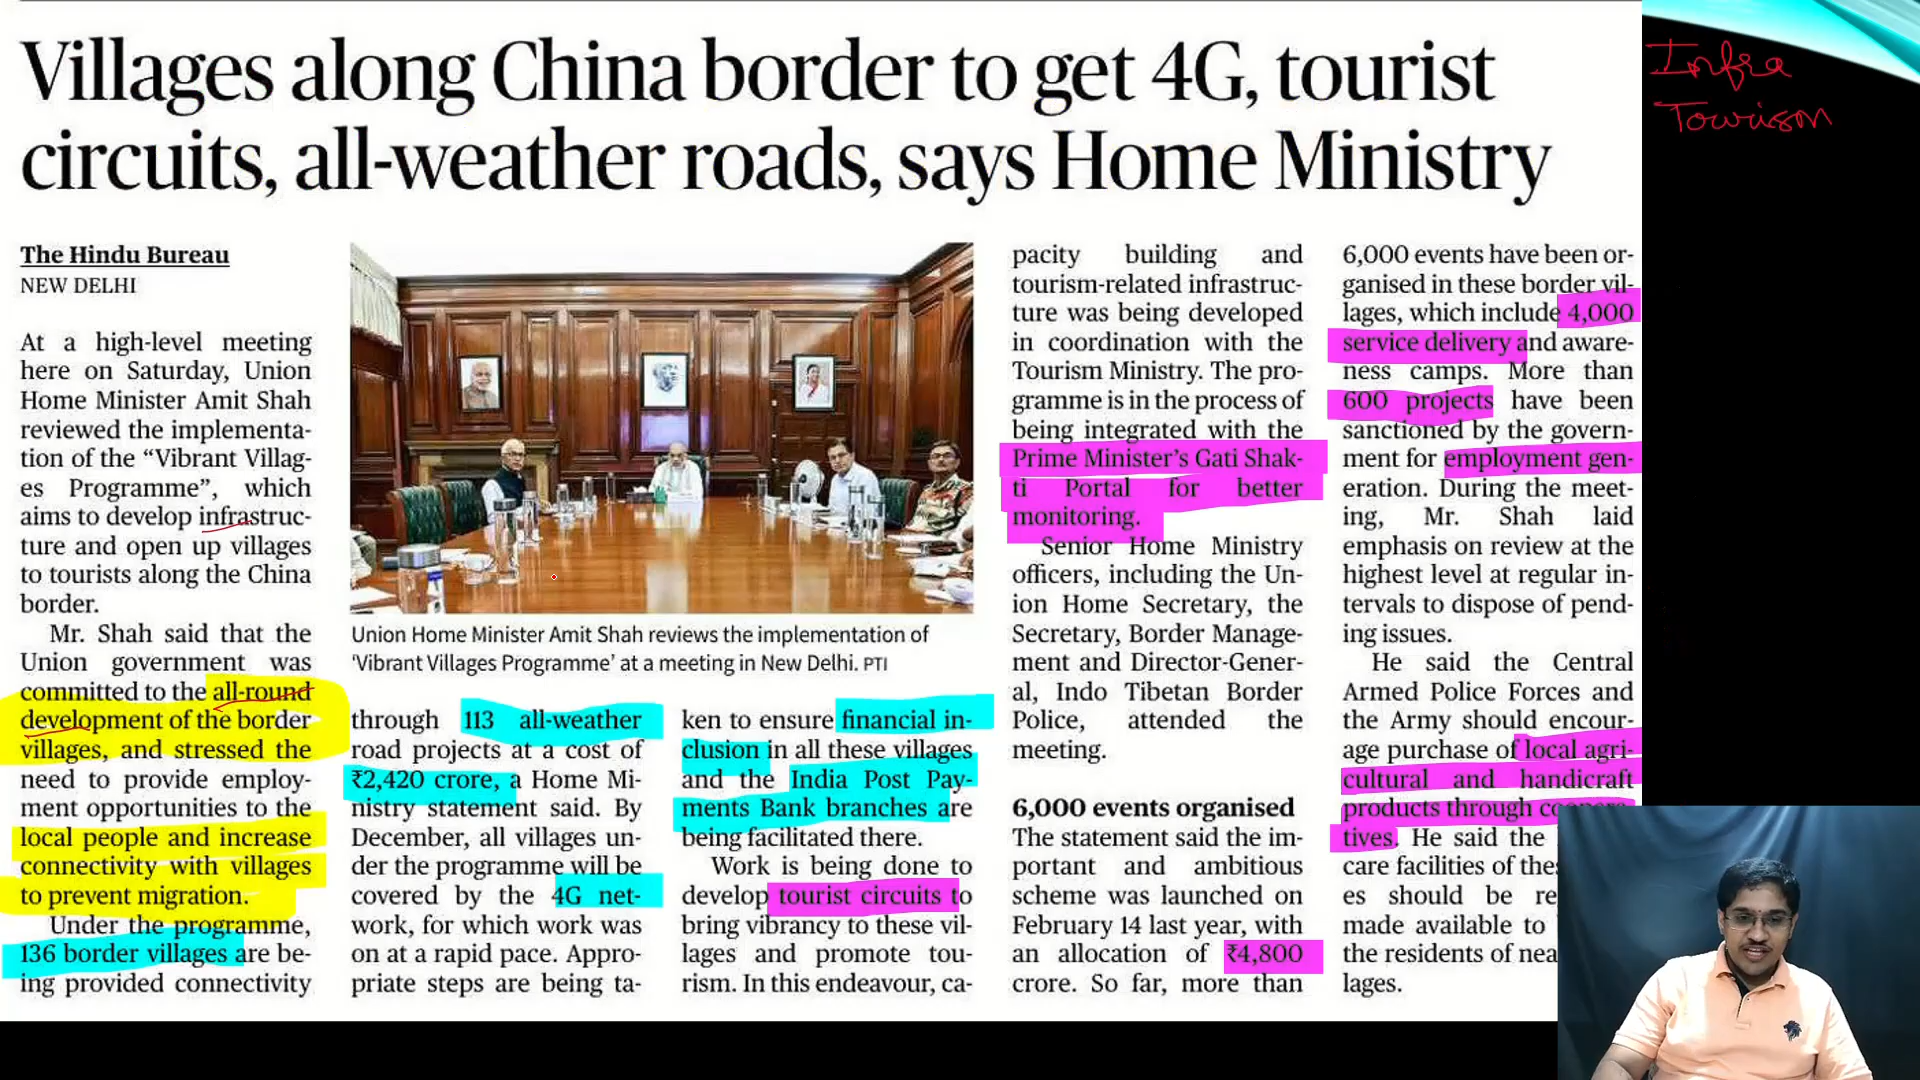 Villages along China border to get 4G, tourist
circuits, all-weather roads, says Home Ministry
Infra
Tourism
The Hindu Bureau
NEW DELHI
At a high-level meeting
here on Saturday, Union
Home Minister Amit Shah
reviewed the implementa-
tion of the “Vibrant Villag-
es Programme”, which
aims to develop infrastruc-
ture and open up villages
to tourists along the China
border.
Mr. Shah said that the
Union government was
committed to the all-round
development of the border
villages, and stressed the
need to provide employ-
ment opportunities to the
local people and increase
connectivity with villages
to prevent migration.
Under the programme,
136 border villages are be-
ing provided connectivity
Union Home Minister Amit Shah reviews the implementation of
‘Vibrant Villages Programme’ at a meeting in New Delhi. PTI
through 113 all-weather
road projects at a cost of
₹2,420 crore, a Home Mi-
nistry statement said. By
December, all villages un-
der the programme will be
covered by the 4G net-
work, for which work was
on at a rapid pace. Appro-
priate steps are being ta-
ken to ensure financial in-
clusion in all these villages
and the India Post Pay-
ments Bank branches are
being facilitated there.
Work is being done to
develop tourist circuits to
bring vibrancy to these vil-
lages and promote tou-
rism. In this endeavour, ca-
pacity building and
tourism-related infrastruc-
ture was being developed
in coordination with the
Tourism Ministry. The pro-
gramme is in the process of
being integrated with the
Prime Minister’s Gati Shak-
ti Portal for better
monitoring.
Senior Home Ministry
officers, including the Un-
ion Home Secretary, the
Secretary, Border Manage-
ment and Director-Gener-
al, Indo Tibetan Border
Police, attended the
meeting.
6,000 events organised
The statement said the im-
portant and ambitious
scheme was launched on
February 14 last year, with
an allocation of ₹4,800
crore. So far, more than
6,000 events have been or-
ganised in these border vil-
lages, which include 4,000
service delivery and aware-
ness camps. More than
600 projects have been
sanctioned by the govern-
ment for employment gen-
eration. During the meet-
ing, Mr. Shah laid
emphasis on review at the
highest level at regular in-
tervals to dispose of pend-
ing issues.
He said the Central
Armed Police Forces and
the Army should encour-
age purchase of local agri-
cultural and handicraft
products through coopera-
tives. He said the
care facilities of these
es should be re
made available to
the residents of nea
lages.